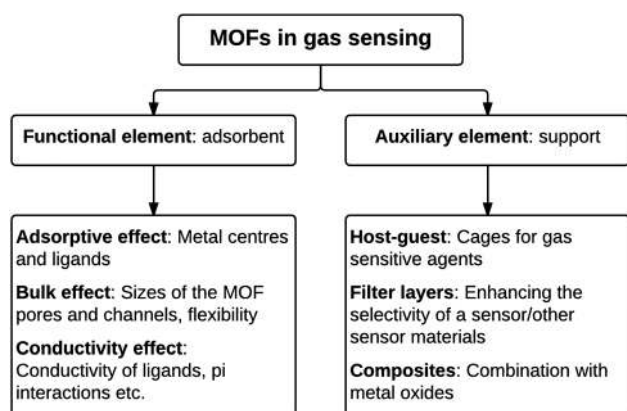 MOFs in gas sensing
Functional element: adsorbent
Auxiliary element: support
Adsorptive effect: Metal centres
and ligands
Bulk effect: Sizes of the MOF
pores and channels, flexibility
Conductivity effect:
Conductivity of ligands, pi
interactions etc.
Host-guest: Cages for gas
sensitive agents
Filter layers: Enhancing the
selectivity of a sensor/other
sensor materials
Composites: Combination with
metal oxides